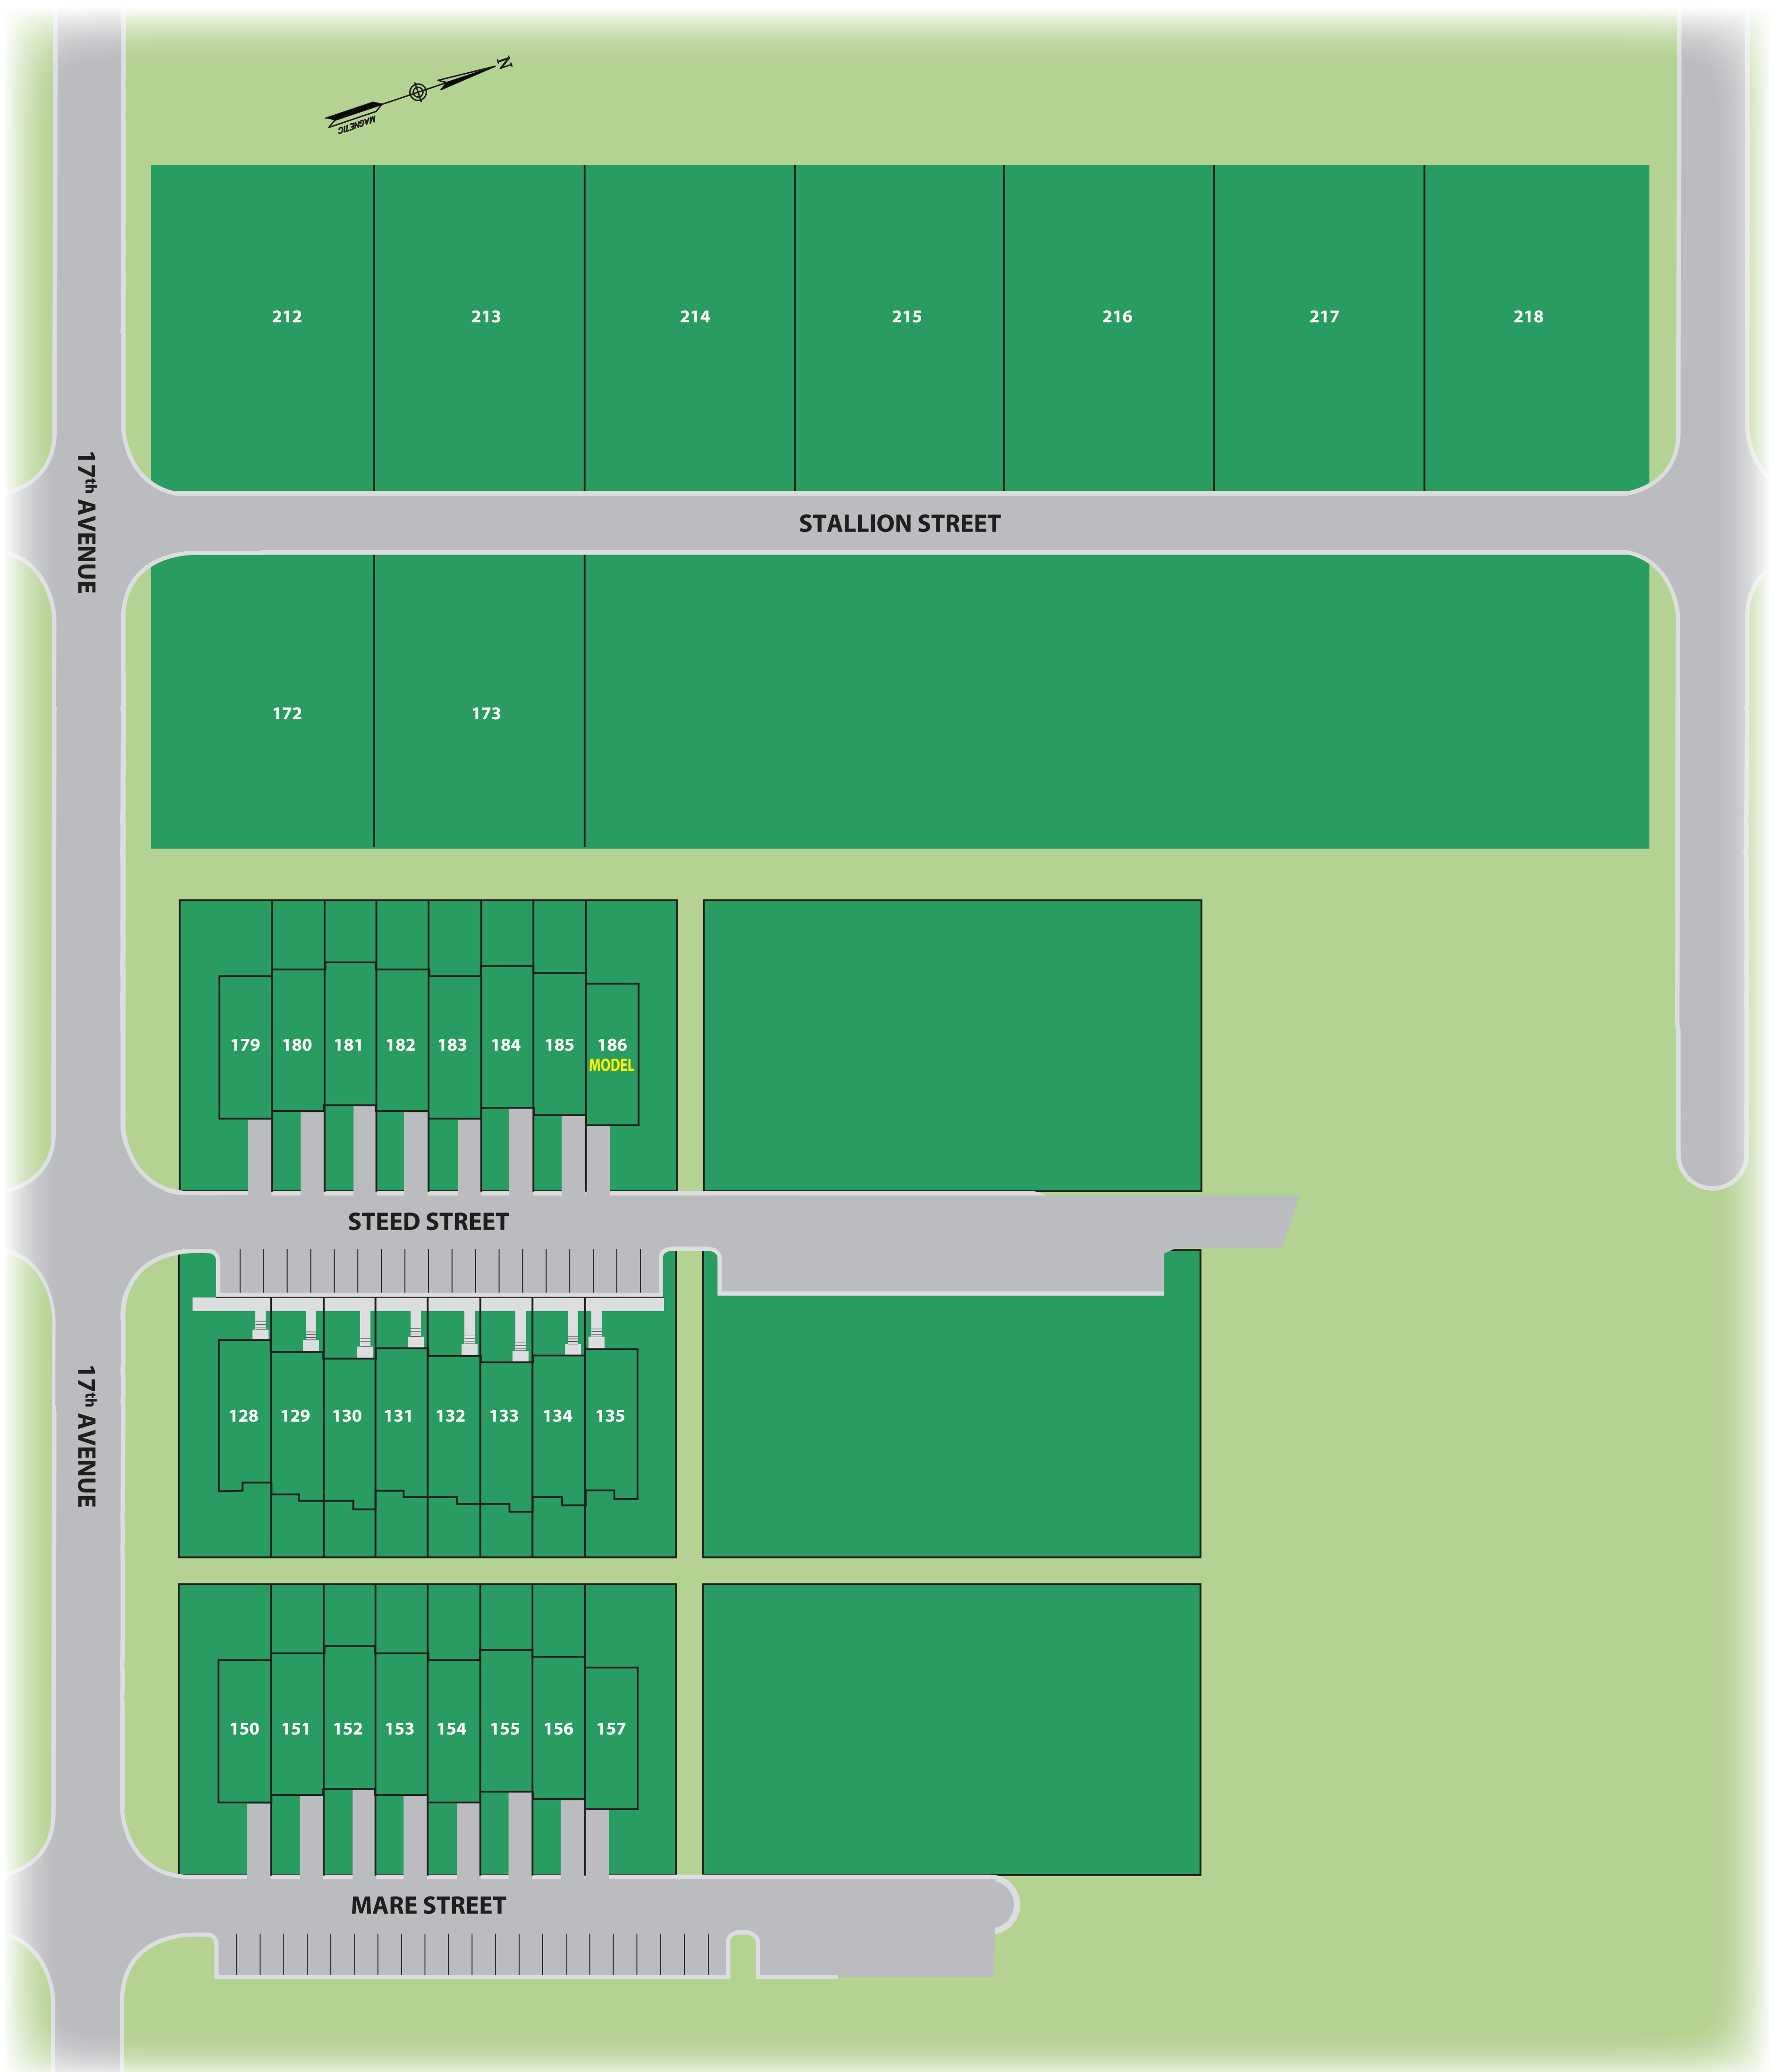 N
MAGNETIC
212 213 214 215 216 217 218
17th AVENUE
STALLION STREET
172 173
179 180 181 182 183 184 185 186
MODEL
STEED STREET
17th AVENUE
128 129 130 131 132 133 134 135
150 151 152 153 154 155 156 157
MARE STREET